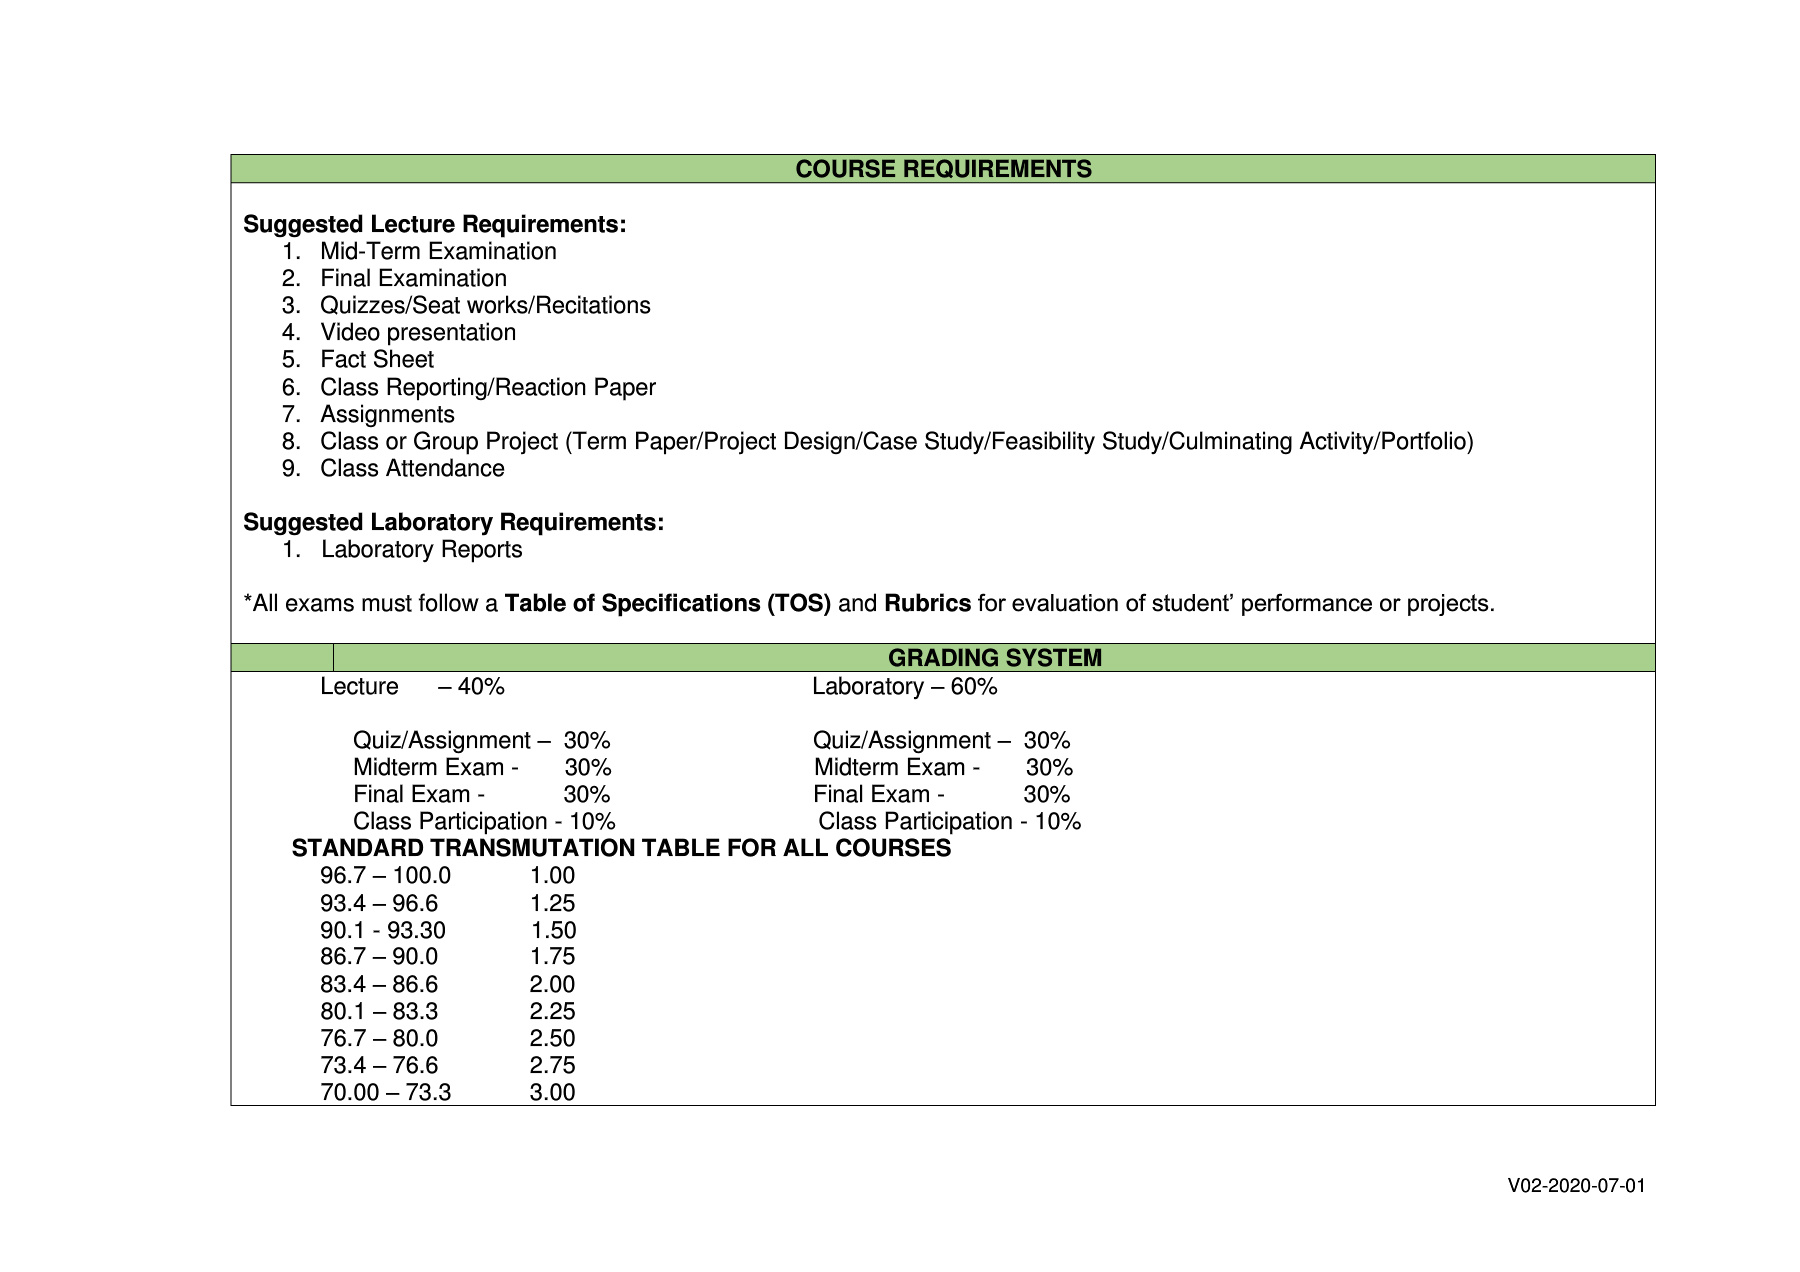 COURSE REQUIREMENTS
Suggested Lecture Requirements:
1. Mid-Term Examination
2. Final Examination
3. Quizzes/Seat works/Recitations
4. Video presentation
5. Fact Sheet
6. Class Reporting/Reaction Paper
7. Assignments
8. Class or Group Project (Term Paper/Project Design/Case Study/Feasibility Study/Culminating Activity/Portfolio)
9. Class Attendance
Suggested Laboratory Requirements:
1. Laboratory Reports
*All exams must follow a Table of Specifications (TOS) and Rubrics for evaluation of student’ performance or projects.
GRADING SYSTEM
Lecture – 40% Laboratory – 60%
Quiz/Assignment – 30% Quiz/Assignment – 30%
Midterm Exam - 30% Midterm Exam - 30%
Final Exam - 30% Final Exam - 30%
Class Participation - 10% Class Participation - 10%
STANDARD TRANSMUTATION TABLE FOR ALL COURSES
96.7 – 100.0 1.00
93.4 – 96.6 1.25
90.1 - 93.30 1.50
86.7 – 90.0 1.75
83.4 – 86.6 2.00
80.1 – 83.3 2.25
76.7 – 80.0 2.50
73.4 – 76.6 2.75
70.00 – 73.3 3.00
V02-2020-07-01